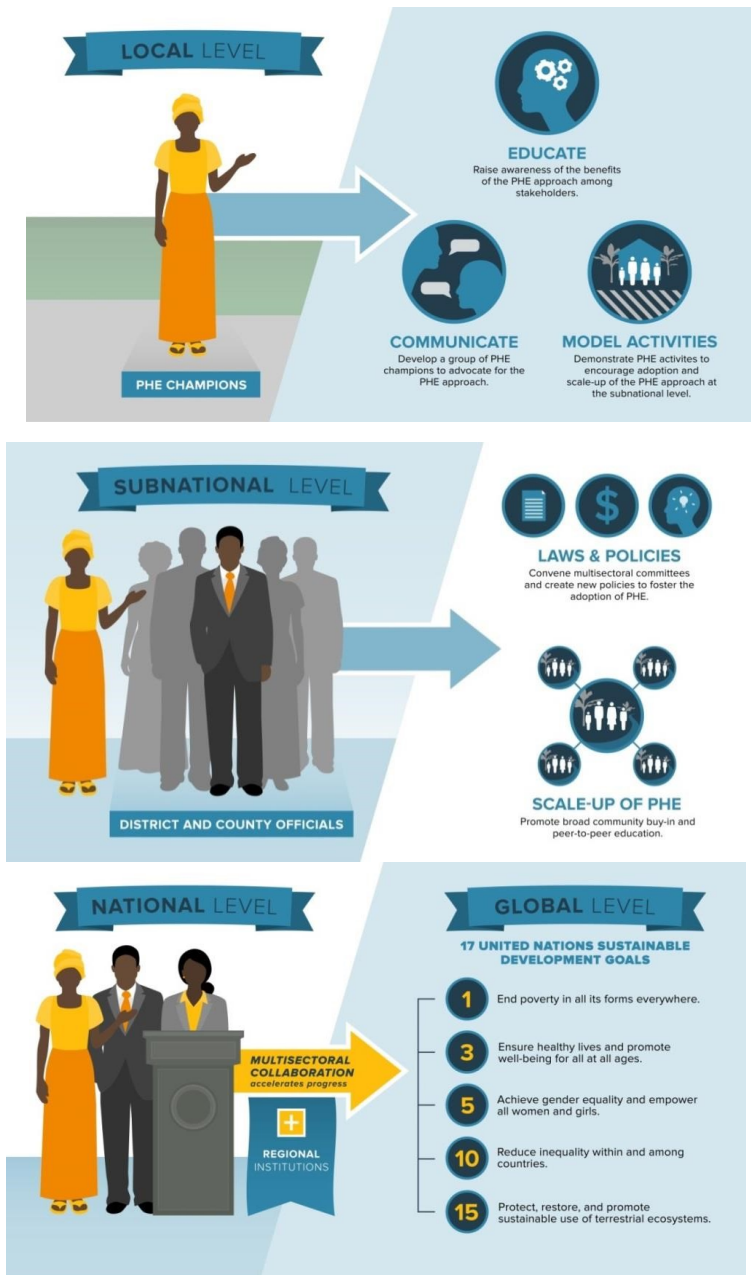 LOCAL LEVEL
EDUCATE
Raise awareness of the benefits
of the PHE approach among
stakeholders.
COMMUNICATE
Develop a group of PHE
champions to advocate for the
PHE approach.
MODEL ACTIVITIES
Demonstrate PHE activites to
encourage adoption and
scale-up of the PHE approach at
the subnational level.
PHE CHAMPIONS
SUBNATIONAL LEVEL
$
LAWS & POLICIES
Convene multisectoral committees
and create new policies to foster the
adoption of PHE.
SCALE-UP OF PHE
Promote broad community buy-in and
peer-to-peer education.
DISTRICT AND COUNTY OFFICIALS
NATIONAL LEVEL
MULTISECTORAL
COLLABORATION
accelerates progress
REGIONAL
INSTITUTIONS
GLOBAL LEVEL
17 UNITED NATIONS SUSTAINABLE
DEVELOPMENT GOALS
1 End poverty in all its forms everywhere.
3 Ensure healthy lives and promote
well-being for all at all ages.
5 Achieve gender equality and empower
all women and girls.
10 Reduce inequality within and among
countries.
15 Protect, restore, and promote
sustainable use of terrestrial ecosystems.